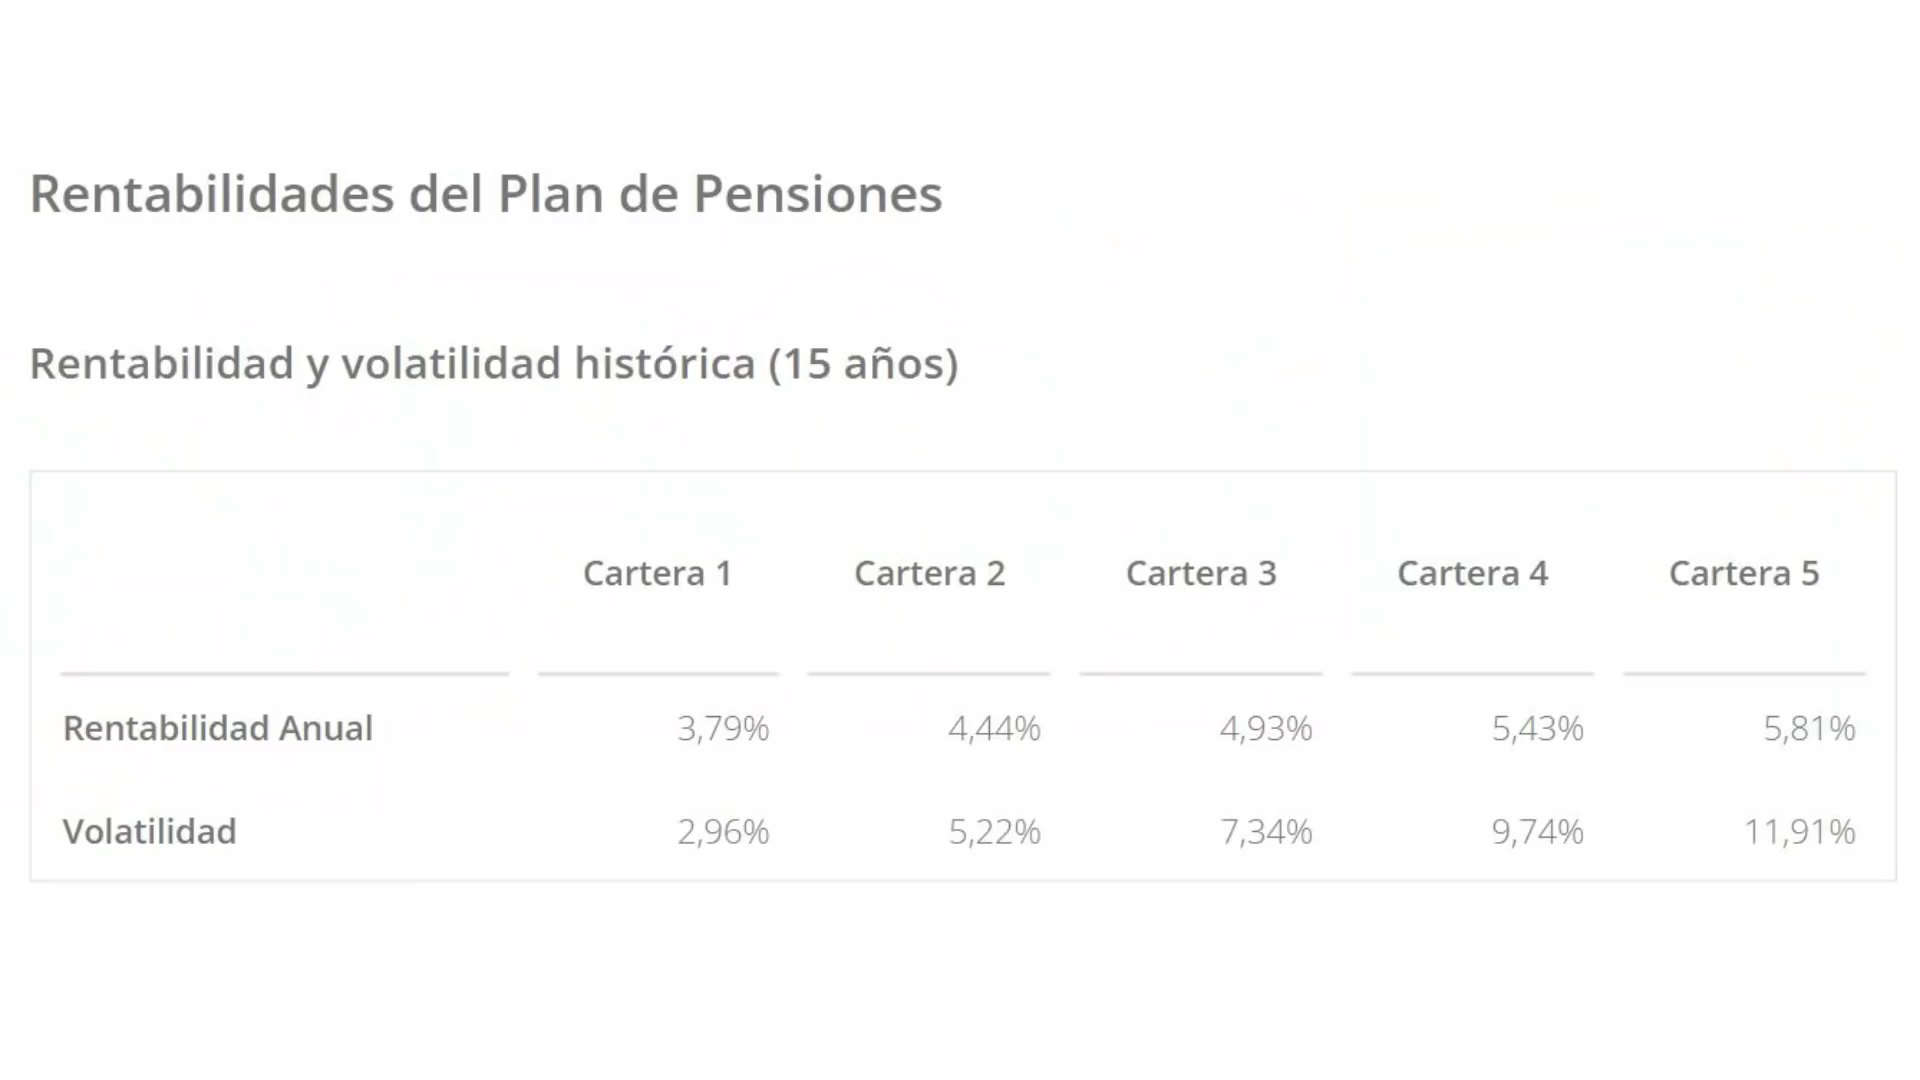 Rentabilidades del Plan de Pensiones
Rentabilidad y volatilidad histórica (15 años)
Cartera 1 Cartera 2 Cartera 3 Cartera 4 Cartera 5
Rentabilidad Anual 3,79% 4,44% 4,93% 5,43% 5,81%
Volatilidad 2,96% 5,22% 7,34% 9,74% 11,91%